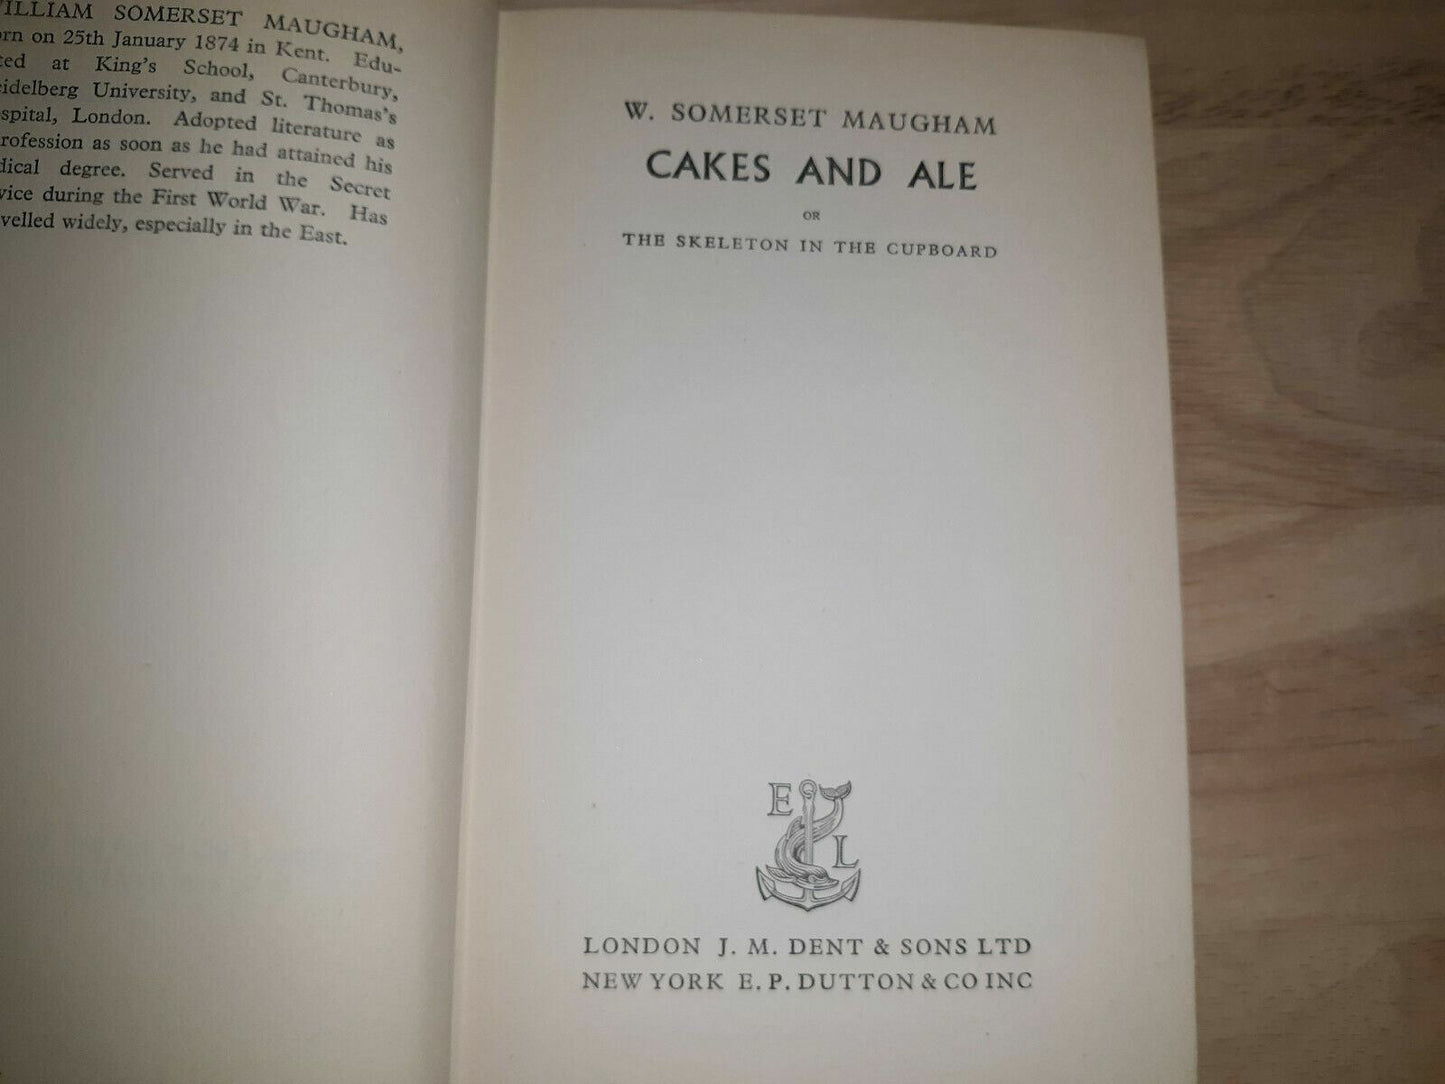 WILLIAM SOMERSET MAUGHAM,
orn on 25th January 1874 in Kent. Edu-
ted at King's School, Canterbury,
eidelberg University, and St. Thomas's
spital, London. Adopted literature as
rofession as soon as he had attained his
dical degree. Served in the Secret
vice during the First World War. Has
velled widely, especially in the East.
W. SOMERSET MAUGHAM
CAKES AND ALE
OR
THE SKELETON IN THE CUPBOARD
E
L
LONDON J. M. DENT & SONS LTD
NEW YORK E. P. DUTTON & CO INC